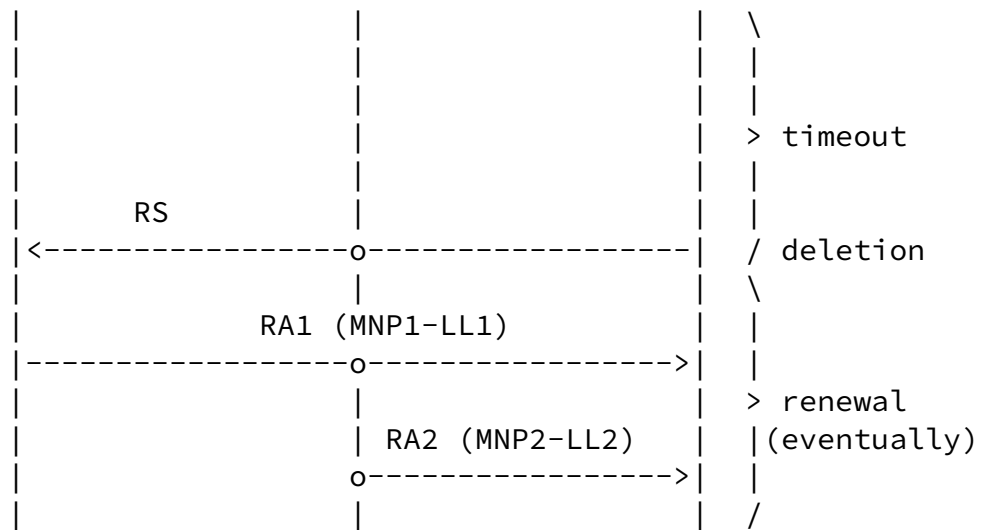 > timeout
RS
<-----------------o------------------| / deletion
RA1 (MNP1-LL1)
|------------------o----------------->|
> renewal
RA2 (MNP2-LL2) |(eventually)
o----------------->|